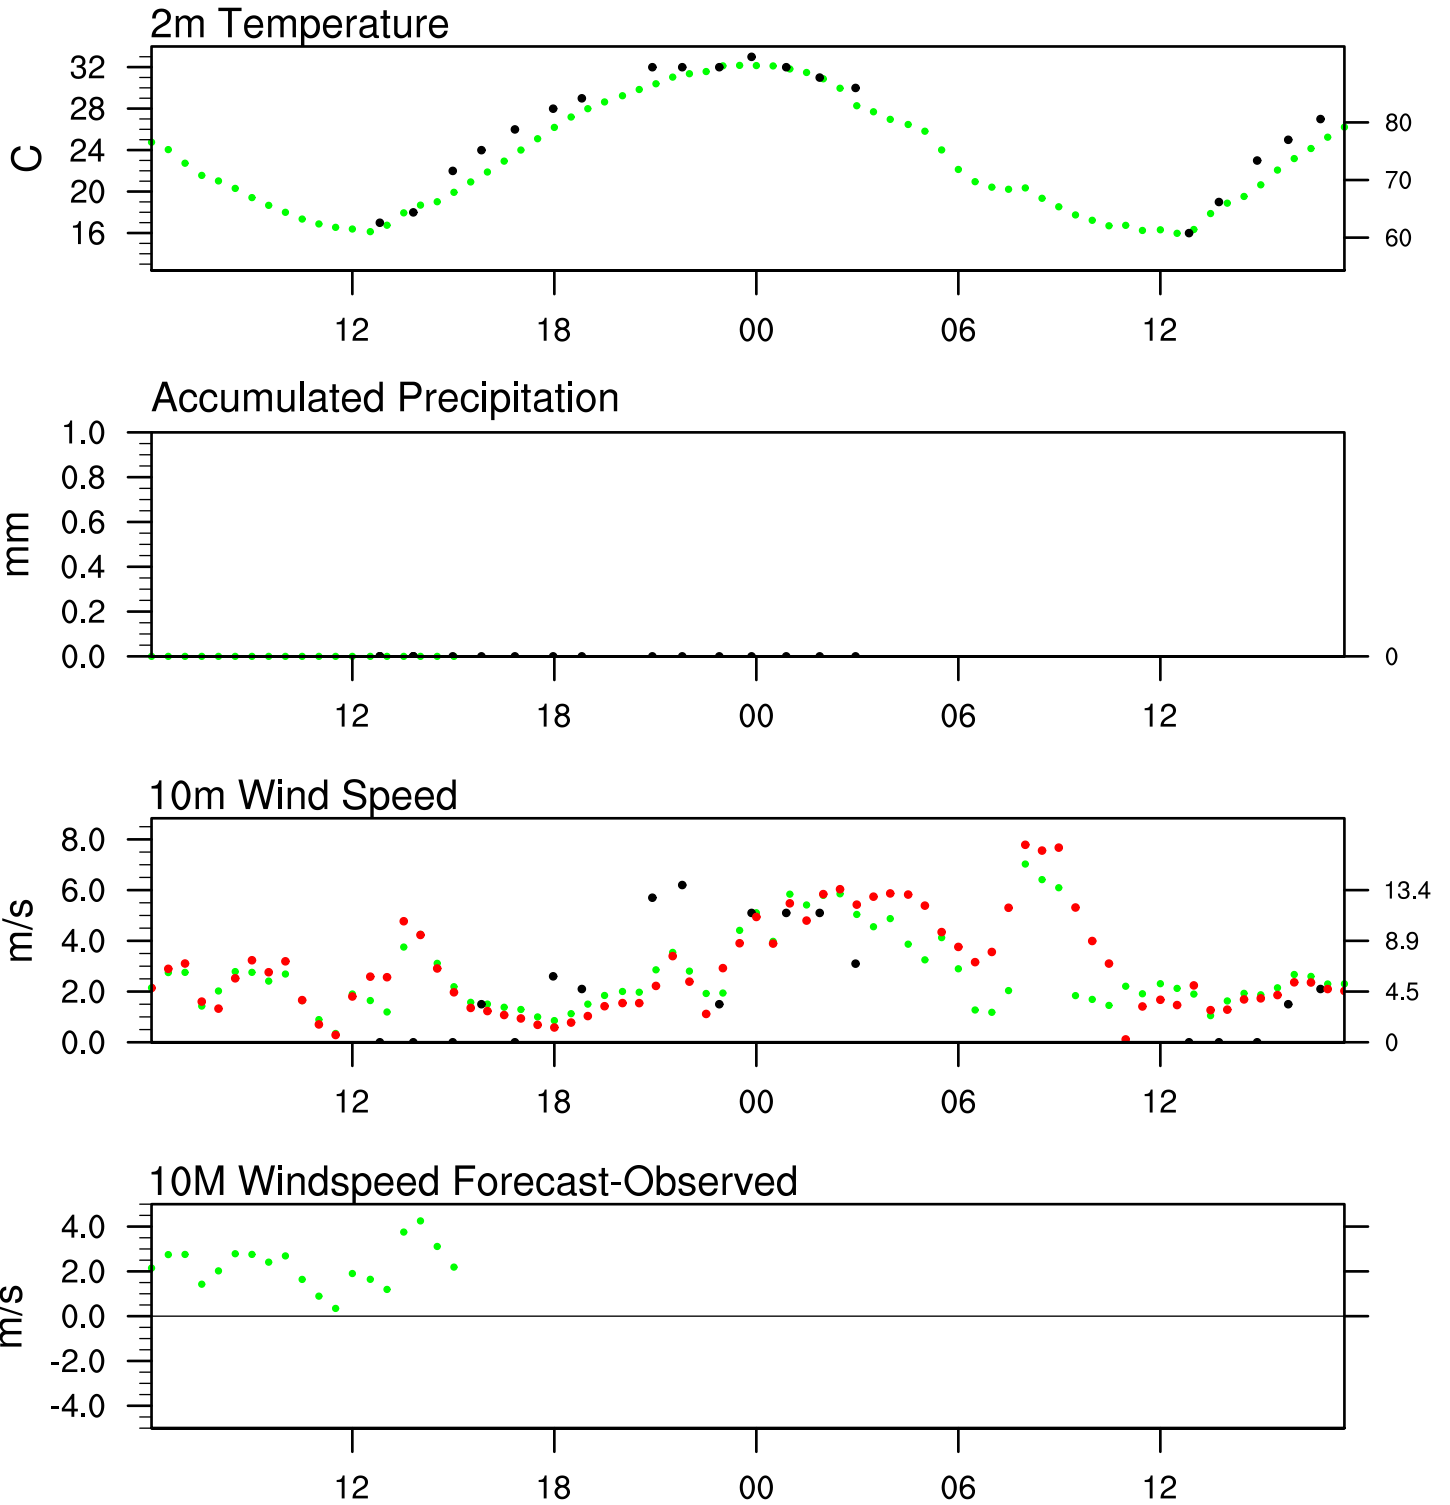 2m Temperature
32
28
24
20
16
C
80
70
60
12 18 00 06 12
Accumulated Precipitation
1.0
0.8
0.6
0.4
0.2
0.0
mm
0
12 18 00 06 12
10m Wind Speed
8.0
6.0
4.0
2.0
0.0
m/s
13.4
8.9
4.5
0
12 18 00 06 12
10M Windspeed Forecast-Observed
4.0
2.0
0.0
-2.0
-4.0
m/s
12 18 00 06 12